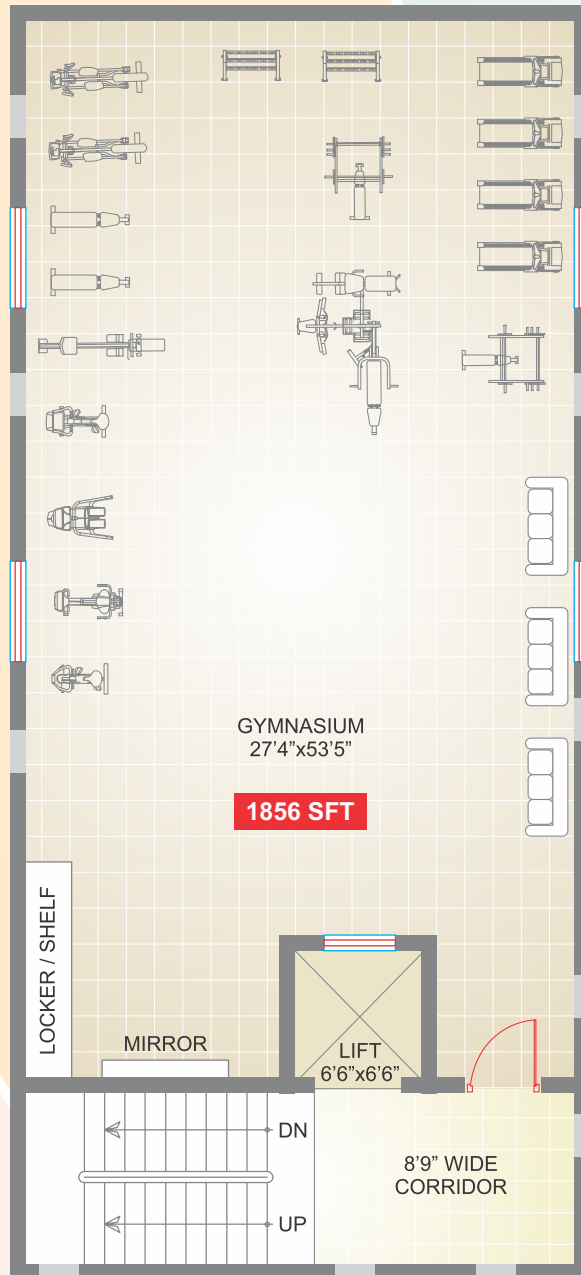 GYMNASIUM
27’4”x53’5”
1856 SFT
LOCKER / SHELF
MIRROR
LIFT
6’6”x6’6”
DN
8’9” WIDE
CORRIDOR
UP